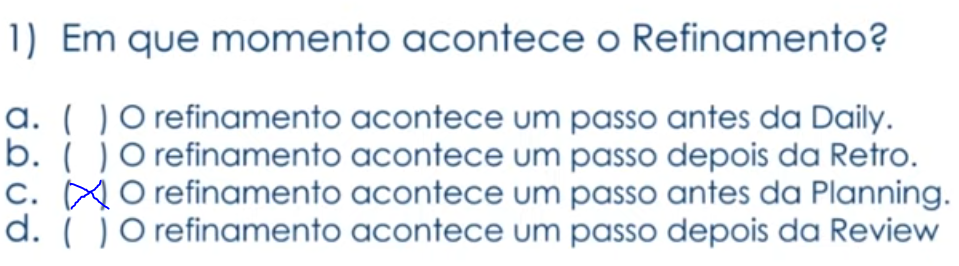 1) Em que momento acontece o Refinamento?
a. ( ) O refinamento acontece um passo antes da Daily.
b. ( ) O refinamento acontece um passo depois da Retro.
c. (X) O refinamento acontece um passo antes da Planning.
d. ( ) O refinamento acontece um passo depois da Review